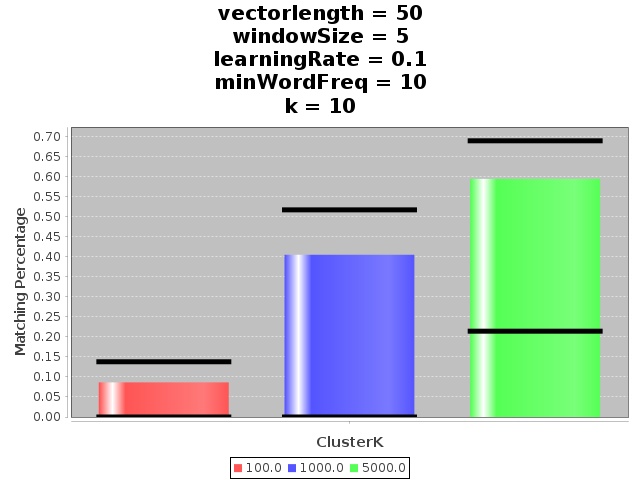 vectorlength = 50
windowSize = 5
learningRate = 0.1
minWordFreq = 10
k = 10
Matching Percentage
0.70
0.65
0.60
0.55
0.50
0.45
0.40
0.35
0.30
0.25
0.20
0.15
0.10
0.05
0.00
ClusterK
100.0 1000.0 5000.0